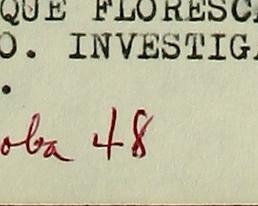 QUE FLORESC
O. INVESTIGA
.
oba 48